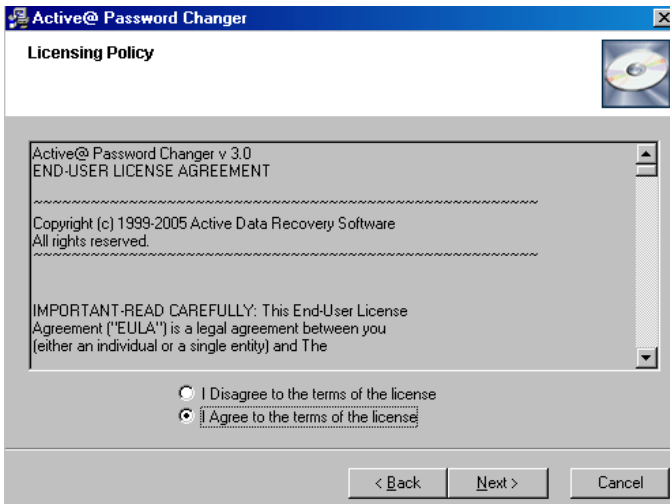 Active@ Password Changer
Licensing Policy
Active@ Password Changer v 3.0
END-USER LICENSE AGREEMENT
~~~~~~~~~~~~~~~~~~~~~~~~~~~~~~~~~~~~~~~~~~~~~~~~~~~~~~~~
Copyright (c) 1999-2005 Active Data Recovery Software
All rights reserved.
~~~~~~~~~~~~~~~~~~~~~~~~~~~~~~~~~~~~~~~~~~~~~~~~~~~~~~~~
IMPORTANT-READ CAREFULLY: This End-User License
Agreement ("EULA") is a legal agreement between you
(either an individual or a single entity) and The
I Disagree to the terms of the license
I Agree to the terms of the license
< Back Next > Cancel